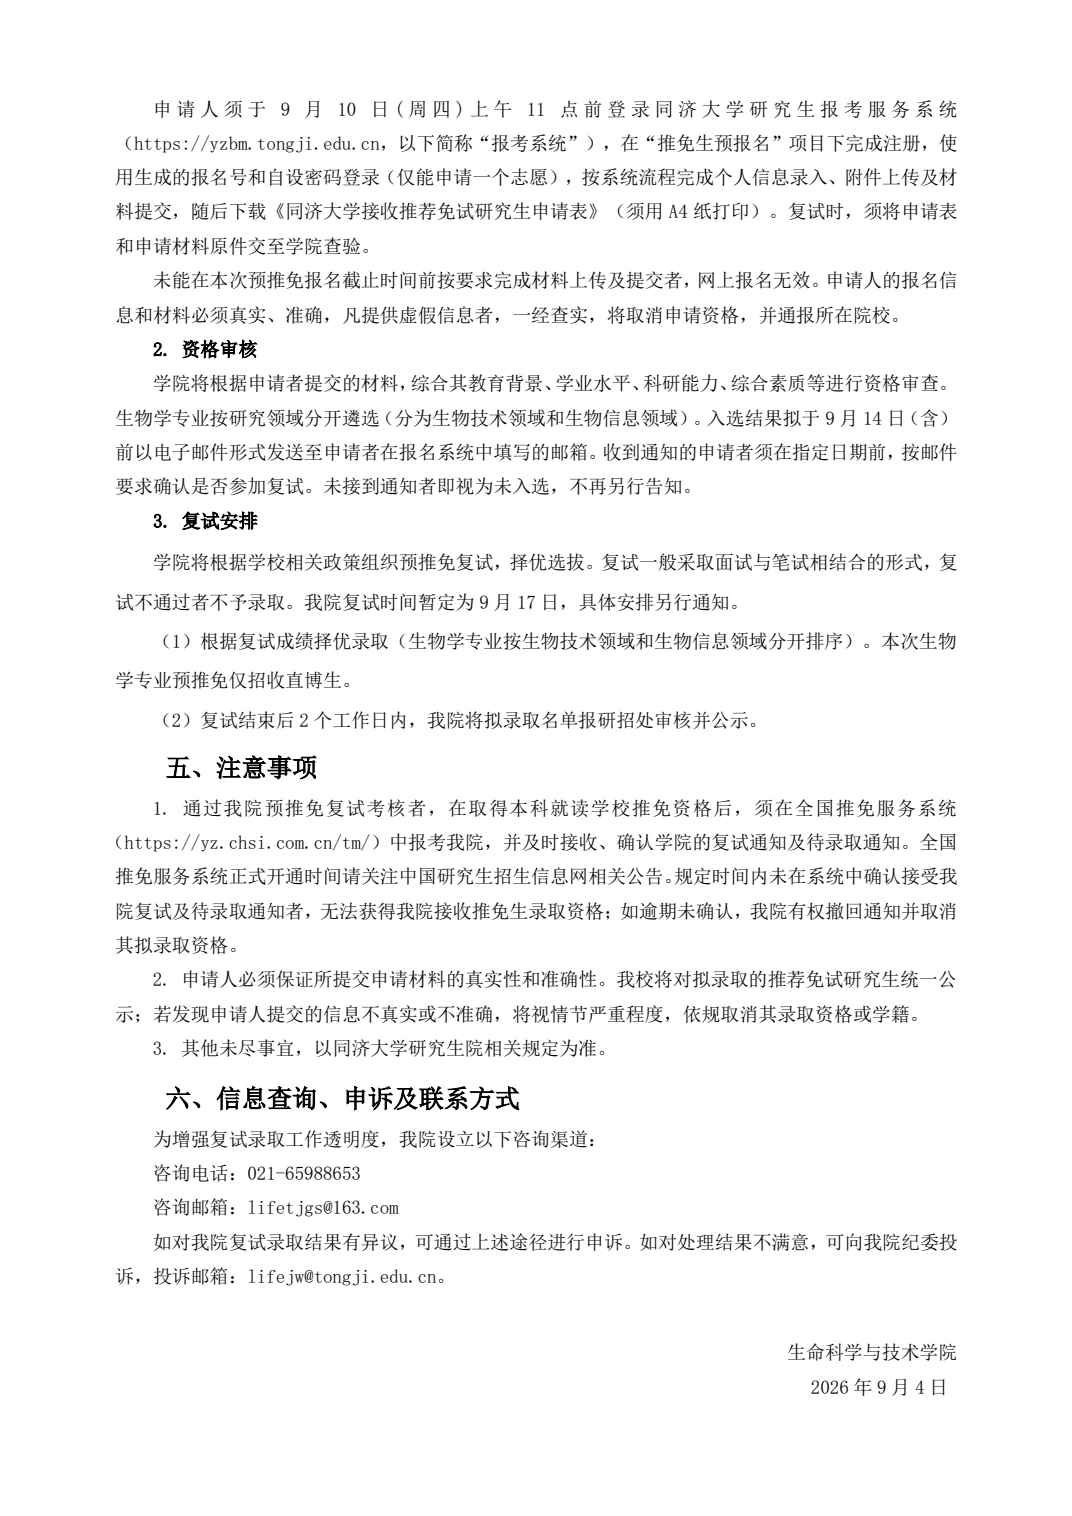 申请人须于 9 月 10 日(周四)上午 11 点前登录同济大学研究生报考服务系统
（https://yzbm.tongji.edu.cn，以下简称“报考系统”），在“推免生预报名”项目下完成注册，使
用生成的报名号和自设密码登录（仅能申请一个志愿），按系统流程完成个人信息录入、附件上传及材
料提交，随后下载《同济大学接收推荐免试研究生申请表》（须用 A4 纸打印）。复试时，须将申请表
和申请材料原件交至学院查验。
未能在本次预推免报名截止时间前按要求完成材料上传及提交者，网上报名无效。申请人的报名信
息和材料必须真实、准确，凡提供虚假信息者，一经查实，将取消申请资格，并通报所在院校。
2. 资格审核
学院将根据申请者提交的材料，综合其教育背景、学业水平、科研能力、综合素质等进行资格审查。
生物学专业按研究领域分开遴选（分为生物技术领域和生物信息领域）。入选结果拟于 9 月 14 日（含）
前以电子邮件形式发送至申请者在报名系统中填写的邮箱。收到通知的申请者须在指定日期前，按邮件
要求确认是否参加复试。未接到通知者即视为未入选，不再另行告知。
3. 复试安排
学院将根据学校相关政策组织预推免复试，择优选拔。复试一般采取面试与笔试相结合的形式，复
试不通过者不予录取。我院复试时间暂定为 9 月 17 日，具体安排另行通知。
（1）根据复试成绩择优录取（生物学专业按生物技术领域和生物信息领域分开排序）。本次生物
学专业预推免仅招收直博生。
（2）复试结束后 2 个工作日内，我院将拟录取名单报研招处审核并公示。
五、注意事项
1. 通过我院预推免复试考核者，在取得本科就读学校推免资格后，须在全国推免服务系统
（https://yz.chsi.com.cn/tm/）中报考我院，并及时接收、确认学院的复试通知及待录取通知。全国
推免服务系统正式开通时间请关注中国研究生招生信息网相关公告。规定时间内未在系统中确认接受我
院复试及待录取通知者，无法获得我院接收推免生录取资格；如逾期未确认，我院有权撤回通知并取消
其拟录取资格。
2. 申请人必须保证所提交申请材料的真实性和准确性。我校将对拟录取的推荐免试研究生统一公
示；若发现申请人提交的信息不真实或不准确，将视情节严重程度，依规取消其录取资格或学籍。
3. 其他未尽事宜，以同济大学研究生院相关规定为准。
六、信息查询、申诉及联系方式
为增强复试录取工作透明度，我院设立以下咨询渠道：
咨询电话：021-65988653
咨询邮箱：lifetjgs@163.com
如对我院复试录取结果有异议，可通过上述途径进行申诉。如对处理结果不满意，可向我院纪委投
诉，投诉邮箱：lifejw@tongji.edu.cn。
生命科学与技术学院
2026 年 9 月 4 日